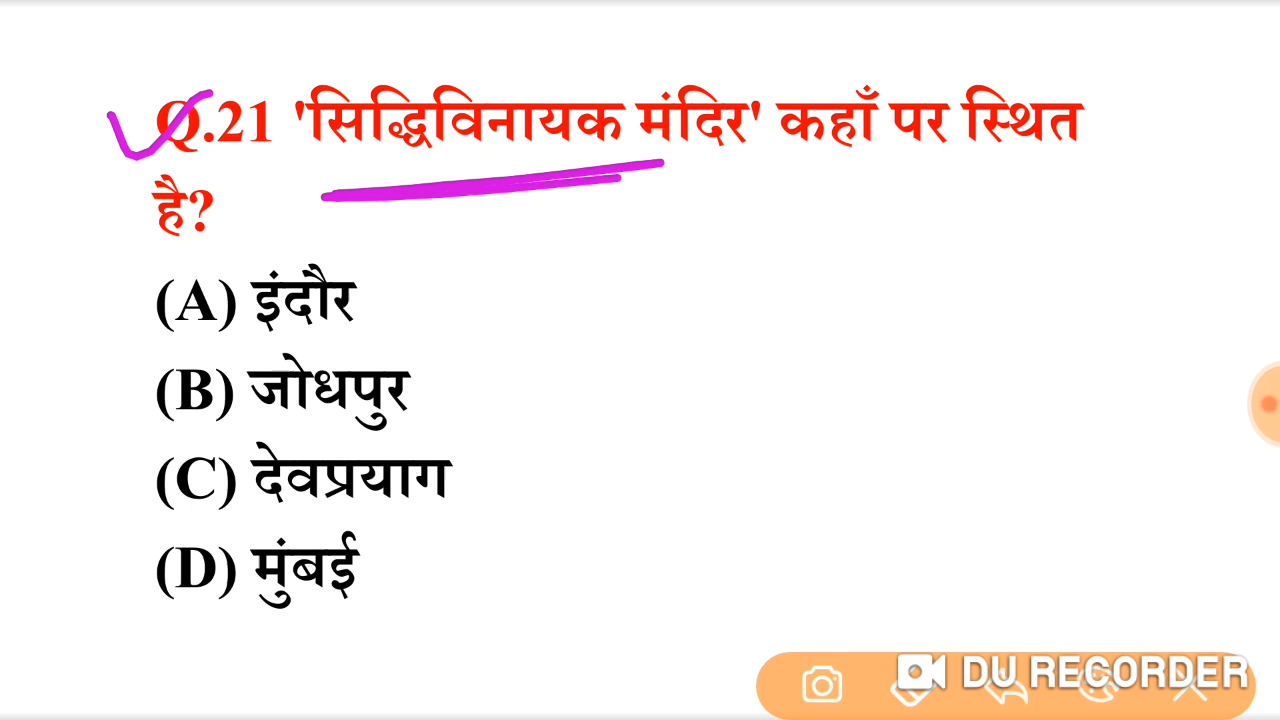 Q.21 'सिद्धिविनायक मंदिर' कहाँ पर स्थित
है?
(A) इंदौर
(B) जोधपुर
(C) देवप्रयाग
(D) मुंबई
DU RECORDER